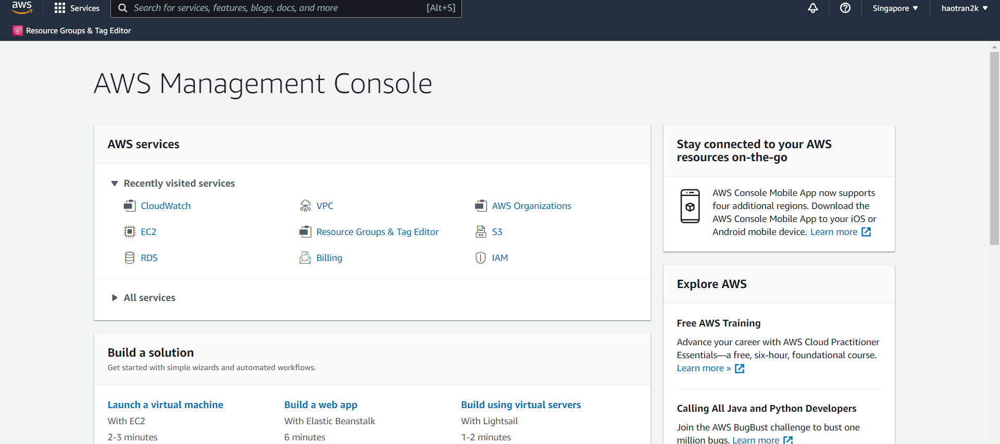 aws
Services
Search for services, features, blogs, docs, and more
[Alt+S]
Singapore ▼
haotran2k ▼
Resource Groups & Tag Editor
AWS Management Console
AWS services
Recently visited services
CloudWatch
VPC
AWS Organizations
EC2
Resource Groups & Tag Editor
S3
RDS
Billing
IAM
All services
Build a solution
Get started with simple wizards and automated workflows.
Launch a virtual machine
With EC2
2-3 minutes
Build a web app
With Elastic Beanstalk
6 minutes
Build using virtual servers
With Lightsail
1-2 minutes
Stay connected to your AWS
resources on-the-go
AWS Console Mobile App now supports
four additional regions. Download the
AWS Console Mobile App to your iOS or
Android mobile device. Learn more
Explore AWS
Free AWS Training
Advance your career with AWS Cloud Practitioner
Essentials—a free, six-hour, foundational course.
Learn more »
Calling All Java and Python Developers
Join the AWS BugBust challenge to bust one
million bugs. Learn more